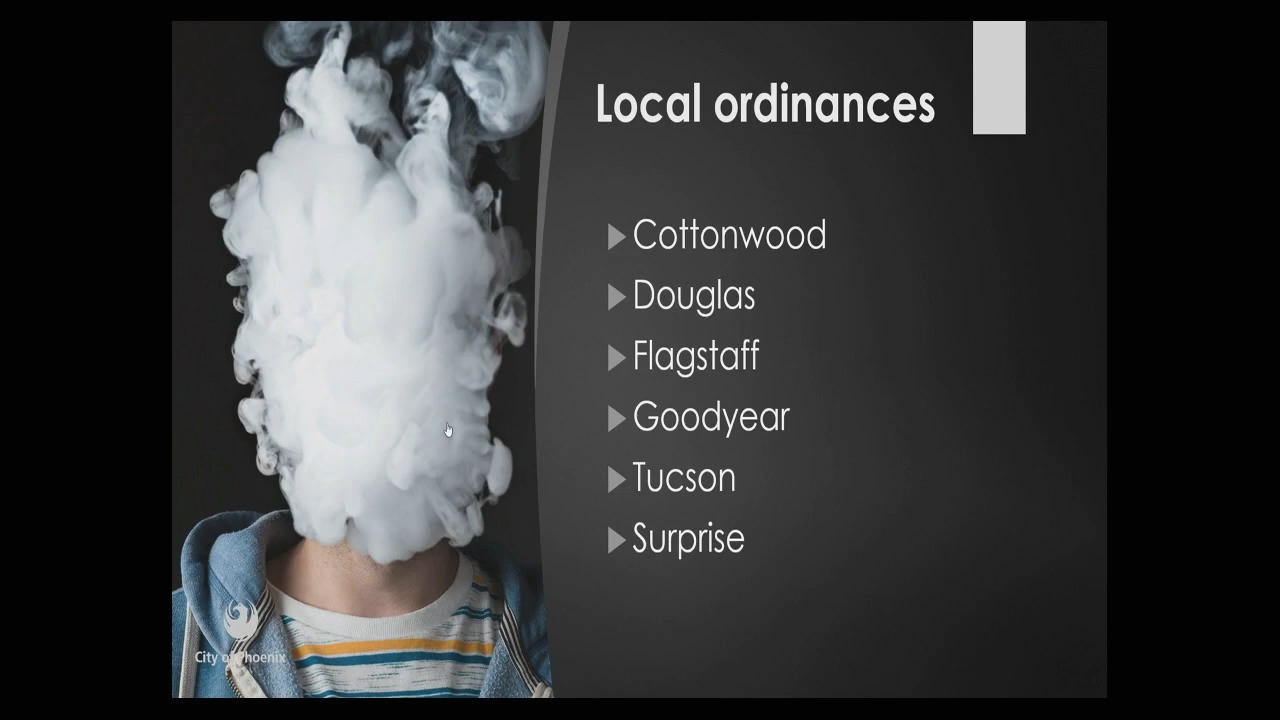 Local ordinances
Cottonwood
Douglas
Flagstaff
Goodyear
Tucson
Surprise
City of Phoenix